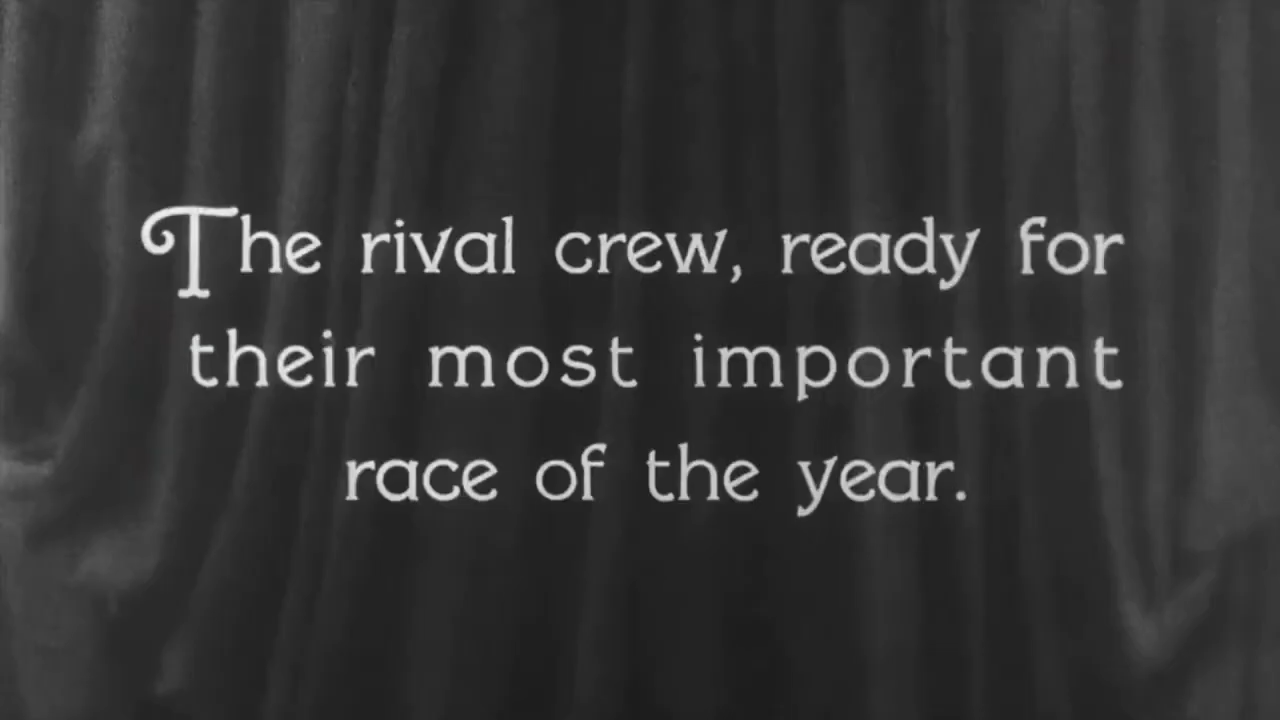 The rival crew, ready for
their most important
race of the year.